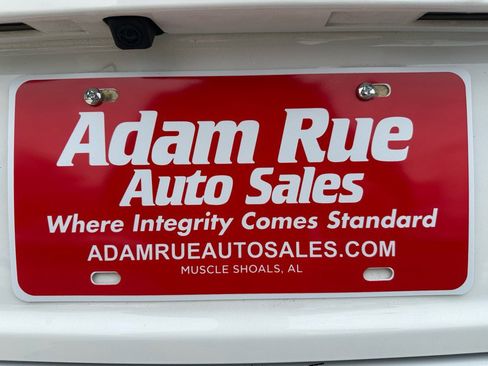 Adam Rue
Auto Sales
Where Integrity Comes Standard
ADAMRUEAUTOSALES.COM
MUSCLE SHOALS, AL